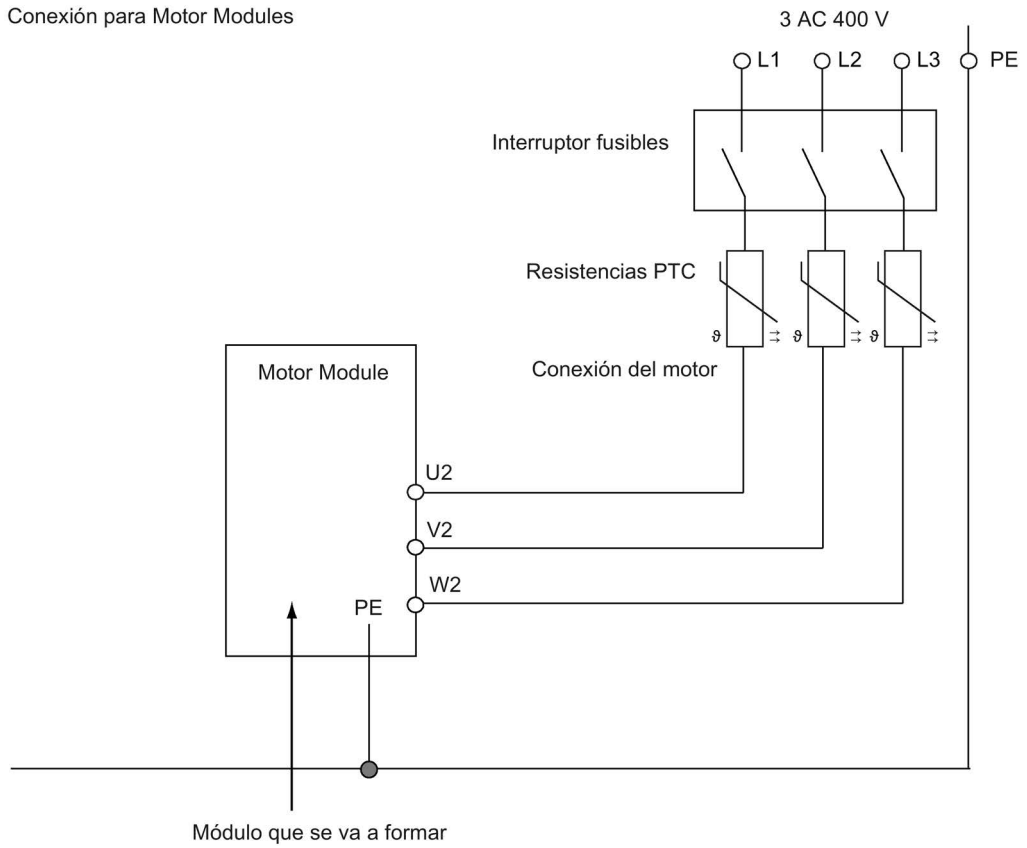 Conexión para Motor Modules
3 AC 400 V
L1
L2
L3
PE
Interruptor fusibles
Resistencias PTC
ϑ
ϑ
ϑ
Conexión del motor
Motor Module
U2
V2
W2
PE
Módulo que se va a formar